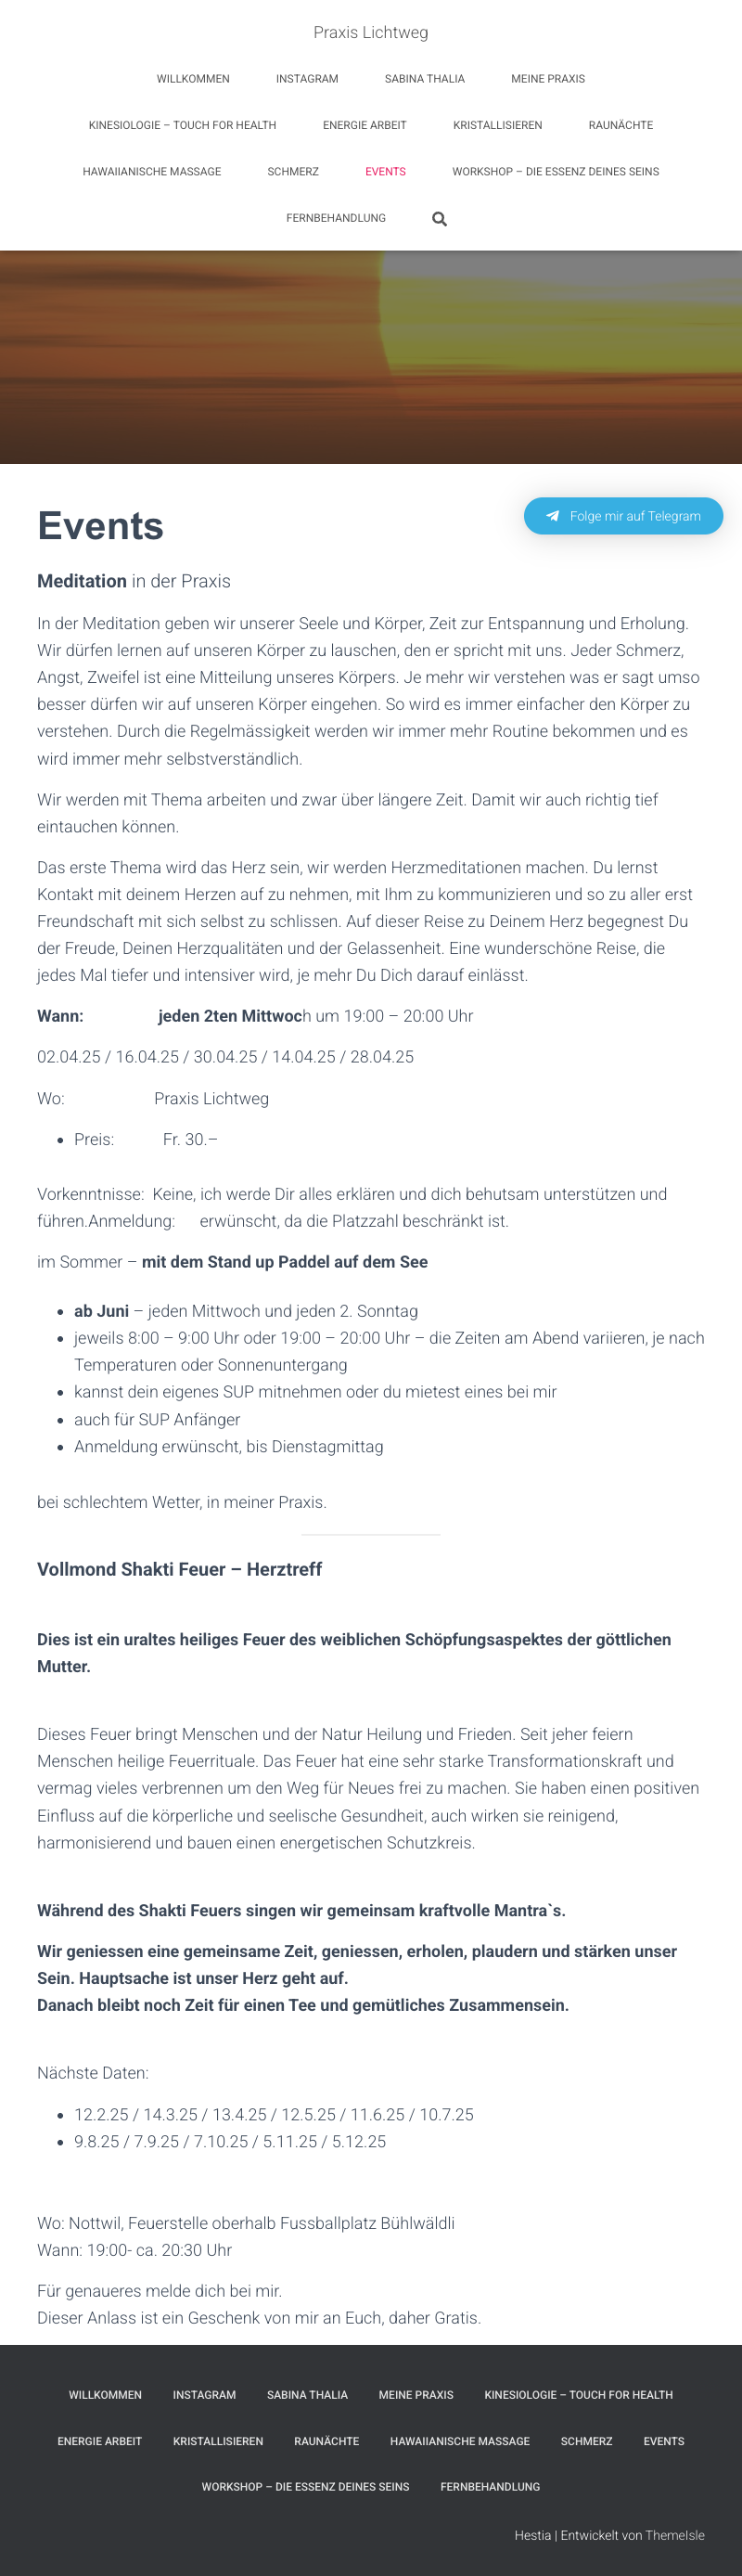 Praxis Lichtweg
WILLKOMMEN INSTAGRAM SABINA THALIA MEINE PRAXIS
KINESIOLOGIE – TOUCH FOR HEALTH ENERGIE ARBEIT KRISTALLISIEREN RAUNÄCHTE
HAWAIIANISCHE MASSAGE SCHMERZ EVENTS WORKSHOP – DIE ESSENZ DEINES SEINS
FERNBEHANDLUNG
Events
Folge mir auf Telegram
Meditation in der Praxis
In der Meditation geben wir unserer Seele und Körper, Zeit zur Entspannung und Erholung.
Wir dürfen lernen auf unseren Körper zu lauschen, den er spricht mit uns. Jeder Schmerz,
Angst, Zweifel ist eine Mitteilung unseres Körpers. Je mehr wir verstehen was er sagt umso
besser dürfen wir auf unseren Körper eingehen. So wird es immer einfacher den Körper zu
verstehen. Durch die Regelmässigkeit werden wir immer mehr Routine bekommen und es
wird immer mehr selbstverständlich.
Wir werden mit Thema arbeiten und zwar über längere Zeit. Damit wir auch richtig tief
eintauchen können.
Das erste Thema wird das Herz sein, wir werden Herzmeditationen machen. Du lernst
Kontakt mit deinem Herzen auf zu nehmen, mit Ihm zu kommunizieren und so zu aller erst
Freundschaft mit sich selbst zu schlissen. Auf dieser Reise zu Deinem Herz begegnest Du
der Freude, Deinen Herzqualitäten und der Gelassenheit. Eine wunderschöne Reise, die
jedes Mal tiefer und intensiver wird, je mehr Du Dich darauf einlässt.
Wann: jeden 2ten Mittwoch um 19:00 – 20:00 Uhr
02.04.25 / 16.04.25 / 30.04.25 / 14.04.25 / 28.04.25
Wo: Praxis Lichtweg
• Preis: Fr. 30.–
Vorkenntnisse: Keine, ich werde Dir alles erklären und dich behutsam unterstützen und
führen.Anmeldung: erwünscht, da die Platzzahl beschränkt ist.
im Sommer – mit dem Stand up Paddel auf dem See
• ab Juni – jeden Mittwoch und jeden 2. Sonntag
• jeweils 8:00 – 9:00 Uhr oder 19:00 – 20:00 Uhr – die Zeiten am Abend variieren, je nach
Temperaturen oder Sonnenuntergang
• kannst dein eigenes SUP mitnehmen oder du mietest eines bei mir
• auch für SUP Anfänger
• Anmeldung erwünscht, bis Dienstagmittag
bei schlechtem Wetter, in meiner Praxis.
Vollmond Shakti Feuer – Herztreff
Dies ist ein uraltes heiliges Feuer des weiblichen Schöpfungsaspektes der göttlichen
Mutter.
Dieses Feuer bringt Menschen und der Natur Heilung und Frieden. Seit jeher feiern
Menschen heilige Feuerrituale. Das Feuer hat eine sehr starke Transformationskraft und
vermag vieles verbrennen um den Weg für Neues frei zu machen. Sie haben einen positiven
Einfluss auf die körperliche und seelische Gesundheit, auch wirken sie reinigend,
harmonisierend und bauen einen energetischen Schutzkreis.
Während des Shakti Feuers singen wir gemeinsam kraftvolle Mantra`s.
Wir geniessen eine gemeinsame Zeit, geniessen, erholen, plaudern und stärken unser
Sein. Hauptsache ist unser Herz geht auf.
Danach bleibt noch Zeit für einen Tee und gemütliches Zusammensein.
Nächste Daten:
• 12.2.25 / 14.3.25 / 13.4.25 / 12.5.25 / 11.6.25 / 10.7.25
• 9.8.25 / 7.9.25 / 7.10.25 / 5.11.25 / 5.12.25
Wo: Nottwil, Feuerstelle oberhalb Fussballplatz Bühlwäldli
Wann: 19:00- ca. 20:30 Uhr
Für genaueres melde dich bei mir.
Dieser Anlass ist ein Geschenk von mir an Euch, daher Gratis.
WILLKOMMEN INSTAGRAM SABINA THALIA MEINE PRAXIS KINESIOLOGIE – TOUCH FOR HEALTH
ENERGIE ARBEIT KRISTALLISIEREN RAUNÄCHTE HAWAIIANISCHE MASSAGE SCHMERZ EVENTS
WORKSHOP – DIE ESSENZ DEINES SEINS FERNBEHANDLUNG
Hestia | Entwickelt von ThemeIsle